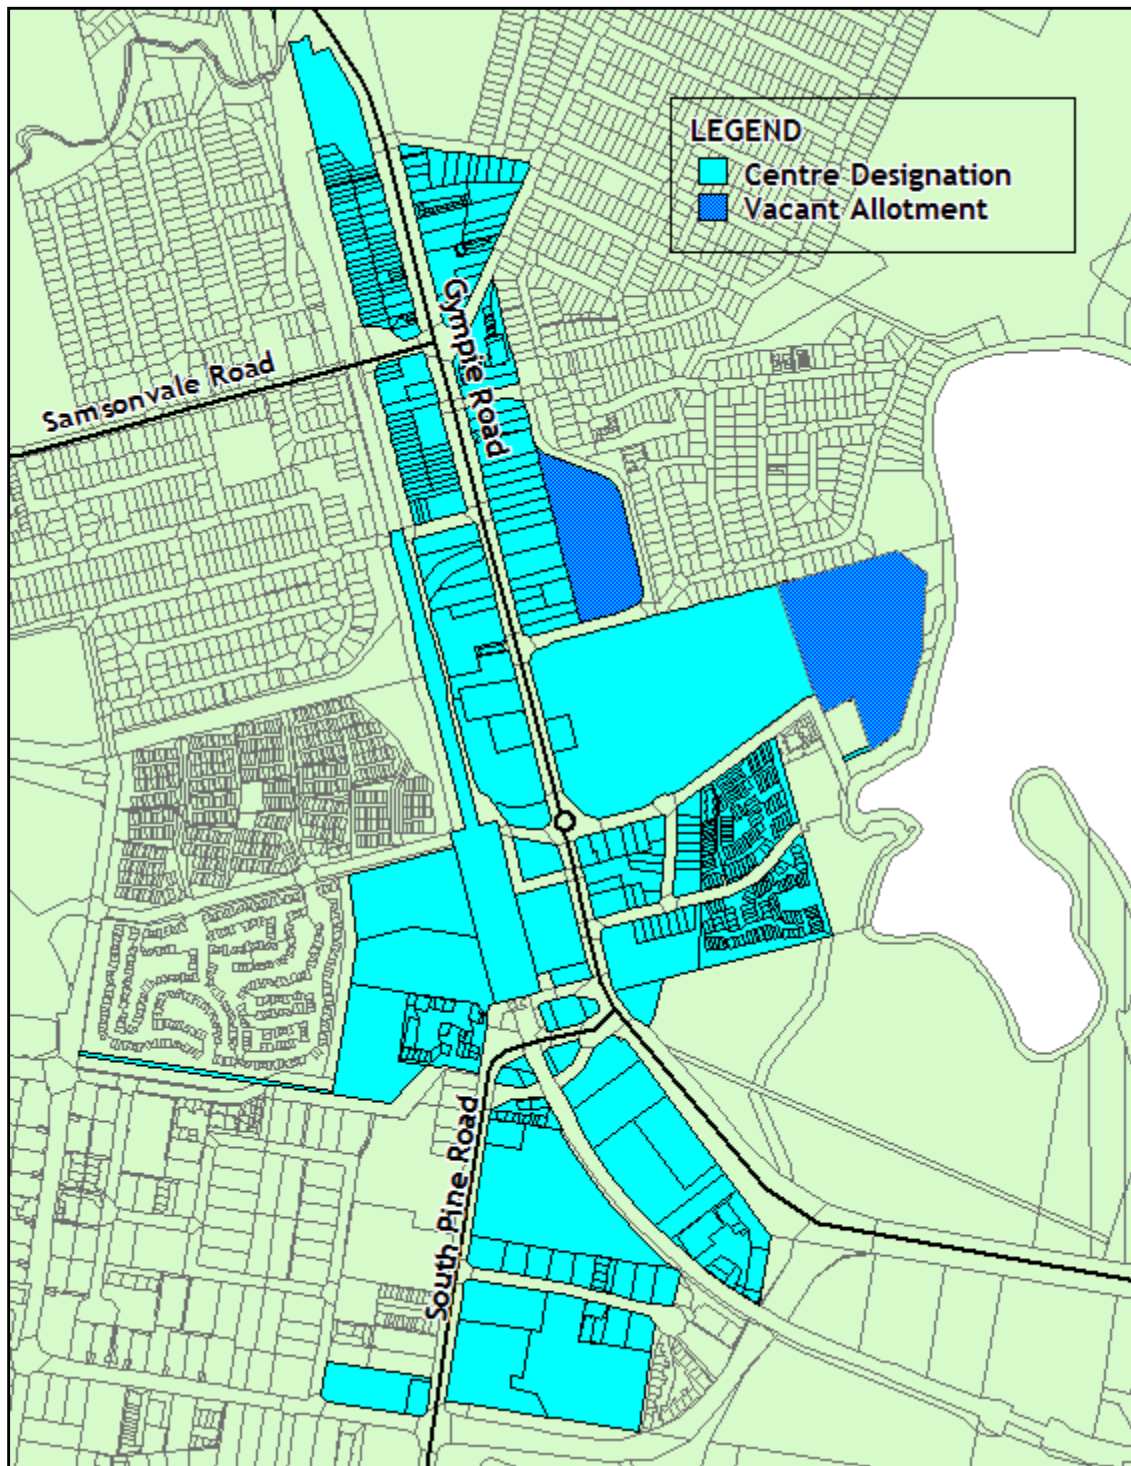 LEGEND
Centre Designation
Vacant Allotment
Gympie Road
Samsonvale Road
South Pine Road